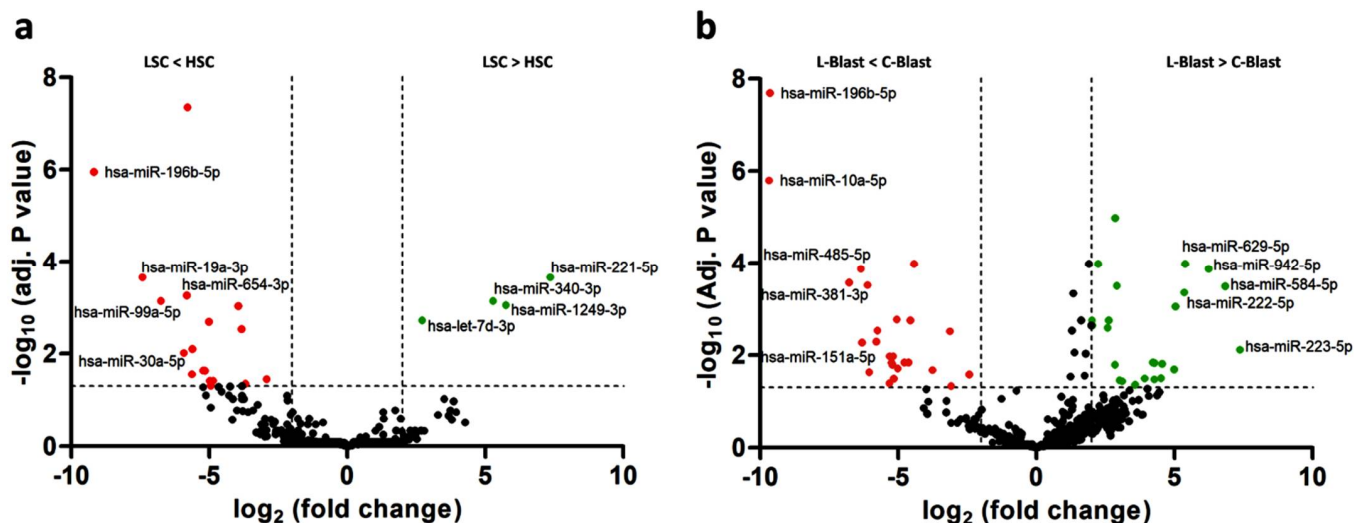 a
LSC < HSC
LSC > HSC
8
6
4
2
0
-log10 (adj. P value)
hsa-miR-196b-5p
hsa-miR-19a-3p
hsa-miR-654-3p
hsa-miR-99a-5p
hsa-miR-30a-5p
hsa-miR-221-5p
hsa-miR-340-3p
hsa-miR-1249-3p
hsa-let-7d-3p
-10
-5
0
5
10
log2 (fold change)
b
L-Blast < C-Blast
L-Blast > C-Blast
8
6
4
2
0
-log10 (Adj. P value)
hsa-miR-196b-5p
hsa-miR-10a-5p
hsa-miR-485-5p
hsa-miR-381-3p
hsa-miR-151a-5p
hsa-miR-629-5p
hsa-miR-942-5p
hsa-miR-584-5p
hsa-miR-222-5p
hsa-miR-223-5p
-10
-5
0
5
10
log2 (fold change)